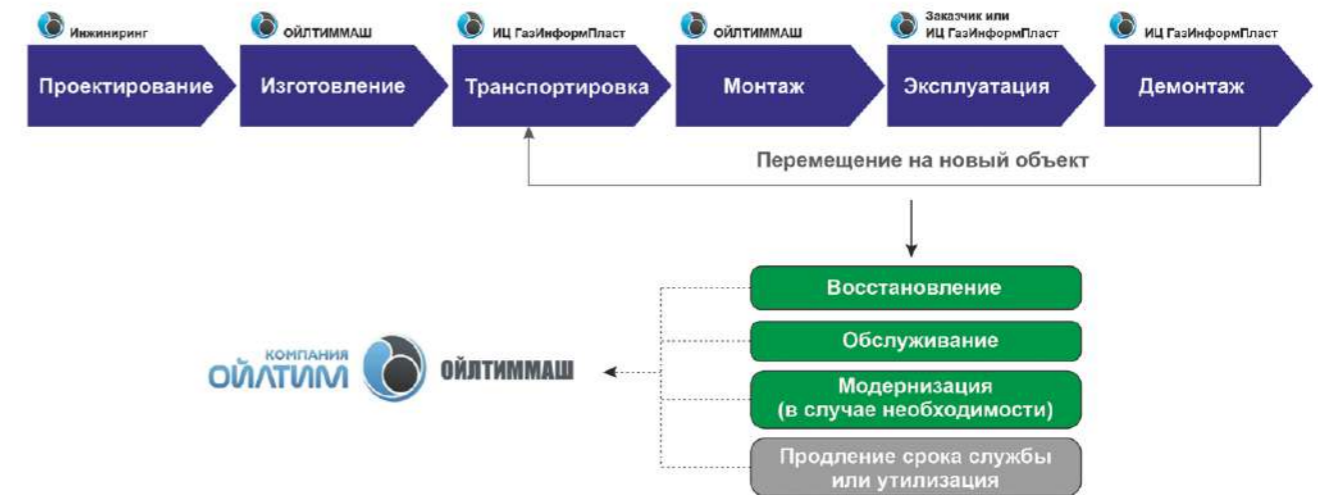 Инжиниринг
ОЙЛТИММАШ
ИЦ ГазИнформПласт
ОЙЛТИММАШ
Заказчик или
ИЦ ГазИнформПласт
ИЦ ГазИнформПласт
Проектирование
Изготовление
Транспортировка
Монтаж
Эксплуатация
Демонтаж
Перемещение на новый объект
Восстановление
Обслуживание
Модернизация
(в случае необходимости)
Продление срока службы
или утилизация
КОМПАНИЯ
ОЙЛТИМ
ОЙЛТИММАШ